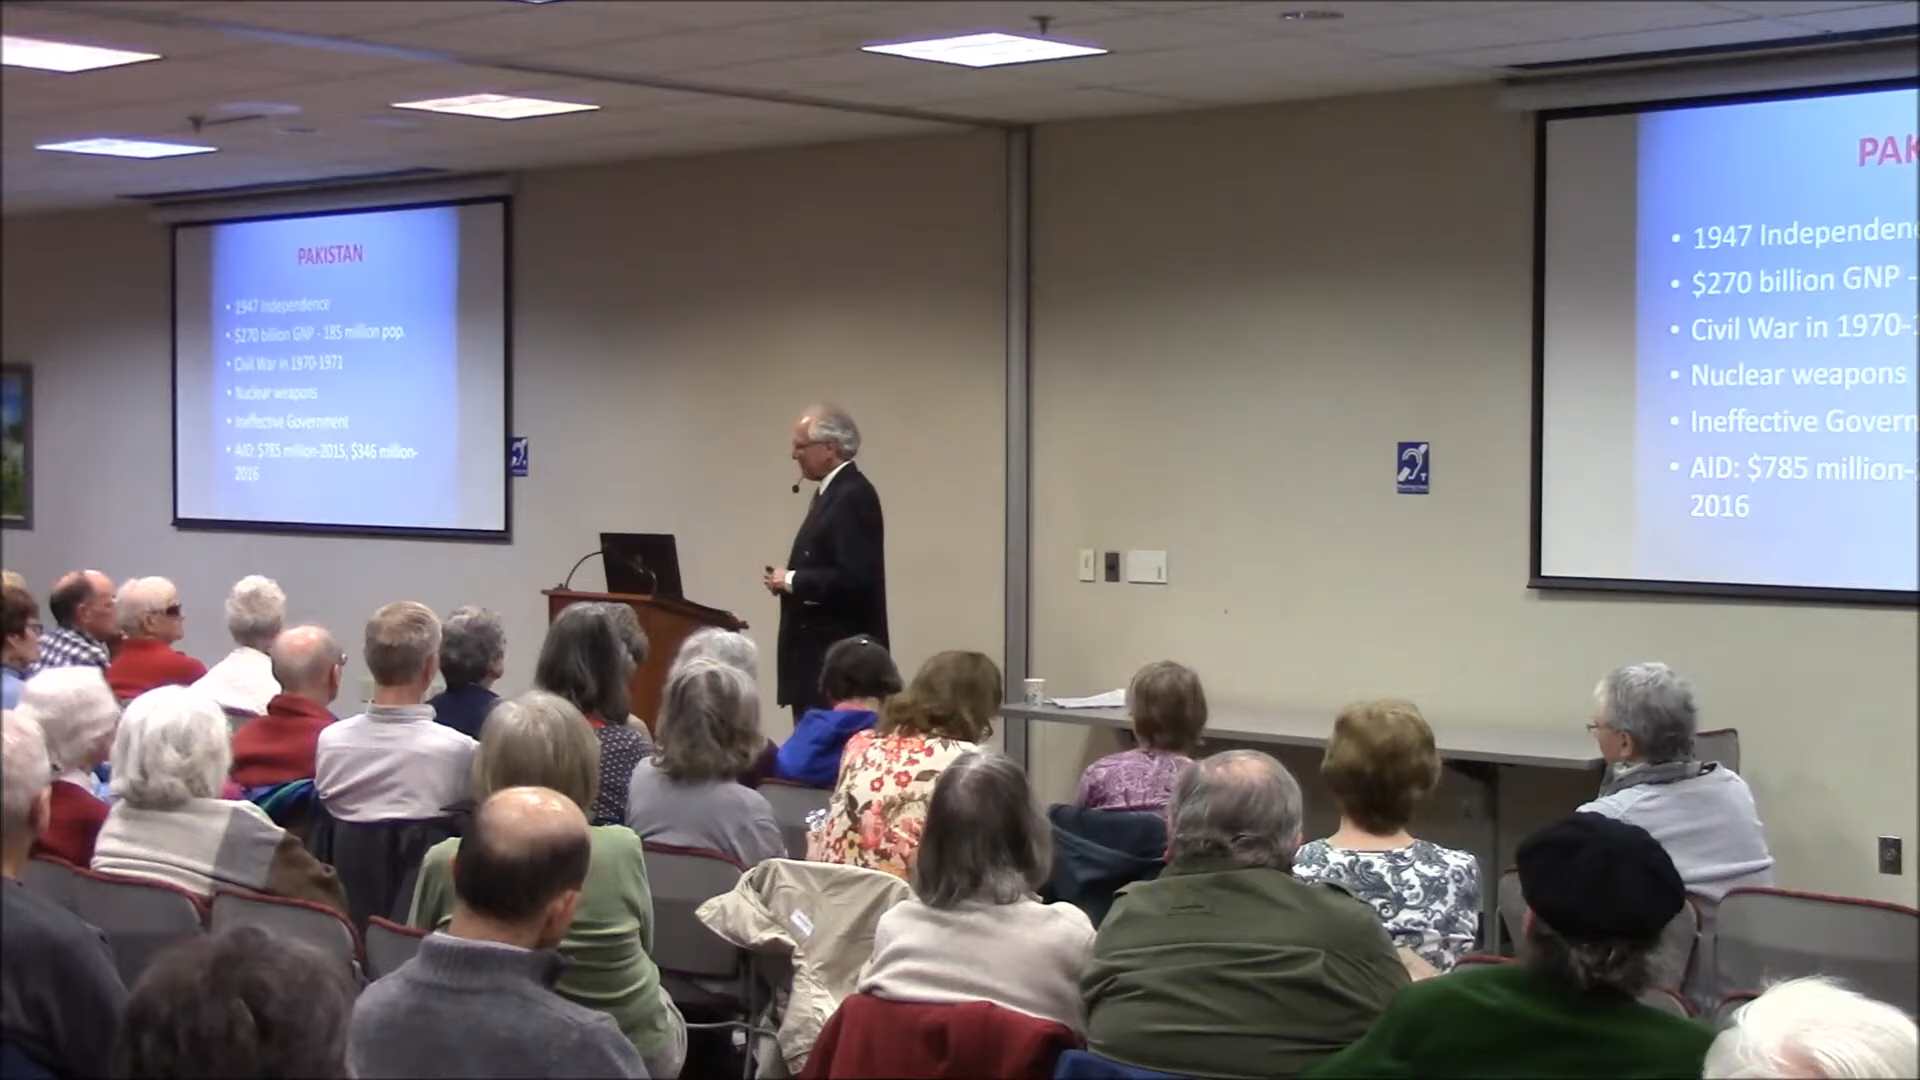 PAKISTAN
• 1947 Independence
• $270 billion GNP - 185 million pop.
• Civil War in 1970-1971
• Nuclear weapons
• Ineffective Government
• AID: $785 million-2015; $346 million-
2016
PAK
• 1947 Independen
• $270 billion GNP -
• Civil War in 1970-
• Nuclear weapons
• Ineffective Govern
• AID: $785 million-
2016
T